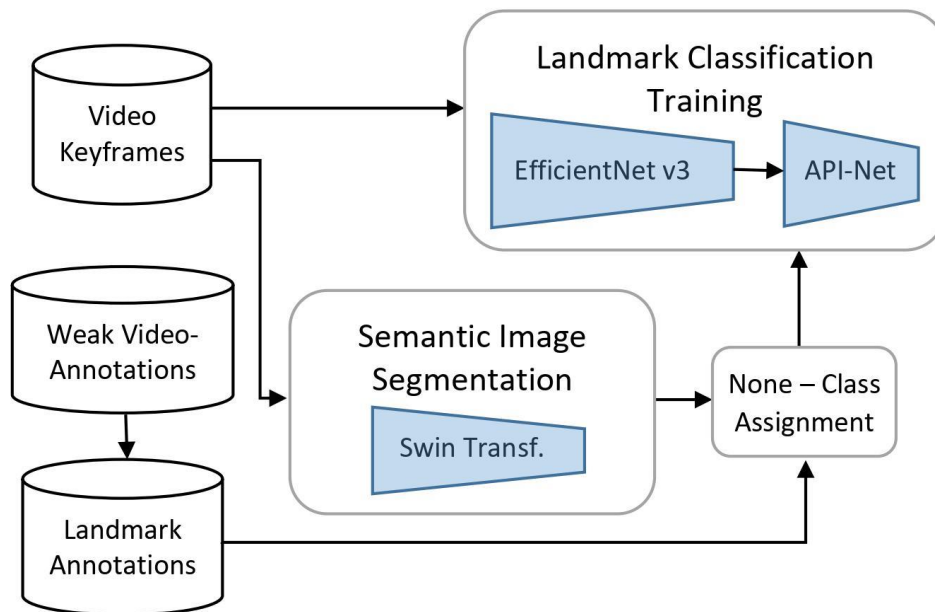 Video
Keyframes
Landmark Classification
Training
EfficientNet v3
API-Net
Weak Video-
Annotations
Semantic Image
Segmentation
Swin Transf.
None – Class
Assignment
Landmark
Annotations